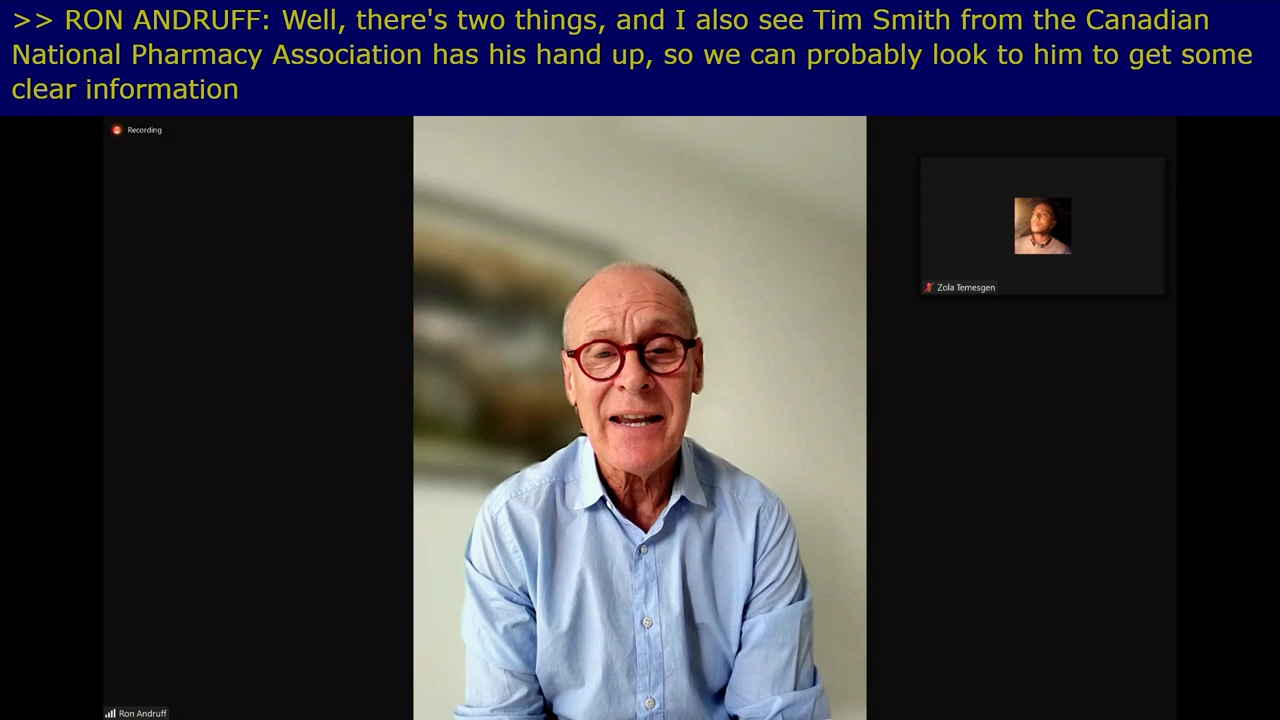 >> RON ANDRUFF: Well, there's two things, and I also see Tim Smith from the Canadian
National Pharmacy Association has his hand up, so we can probably look to him to get some
clear information
Recording
Zola Temesgen
Ron Andruff